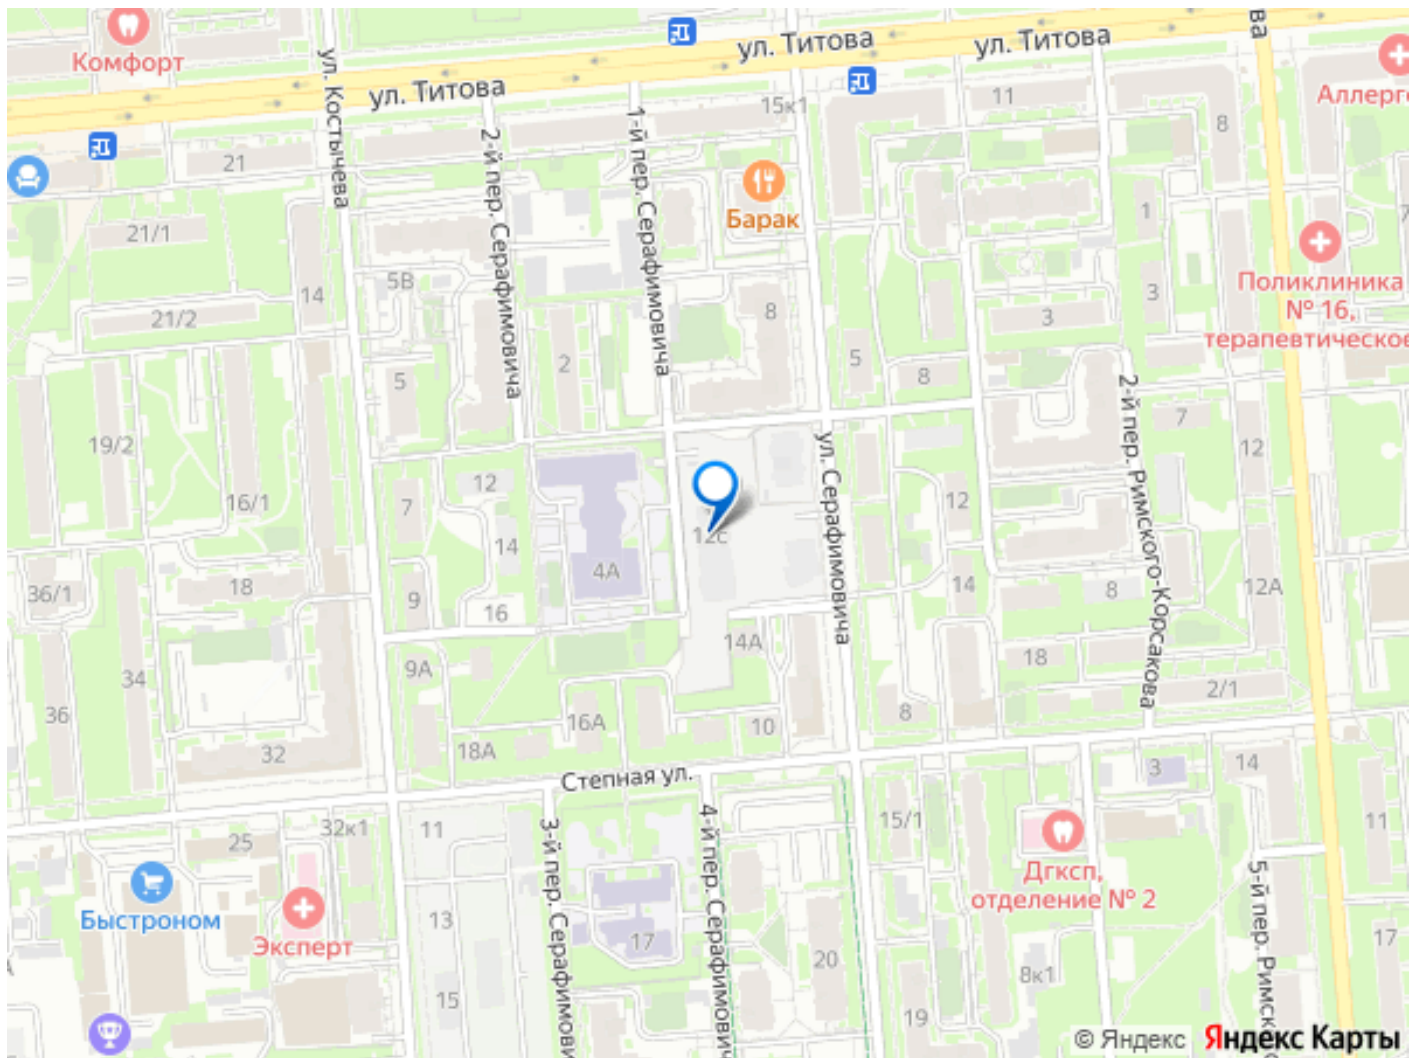 Комфорт
ул. Титова
ул. Титова
ул. Титова
ул. Костычева
2-й пер. Серафимовича
1-й пер. Серафимовича
15к1
11
8
Аллерг
21
Барак
1
21/1
5В
14
21/2
8
3
3
Поликлиника
№ 16,
терапевтическое
2
5
5
8
7
19/2
12
16/1
7
12
14
12с
ул. Серафимовича
12
2-й пер. Римского-Корсакова
4А
36/1
18
9
16
14
8
12А
14А
18
9А
34
36
2/1
16А
10
8
32
18А
Степная ул.
3
14
32к1
11
25
3-й пер. Серафимови
4-й пер. Серафимович
15/1
11
Дгксп,
отделение № 2
5-й пер. Римск
Быстроном
Эксперт
13
17
20
17
8к1
15
19
© Яндекс Яндекс Карты